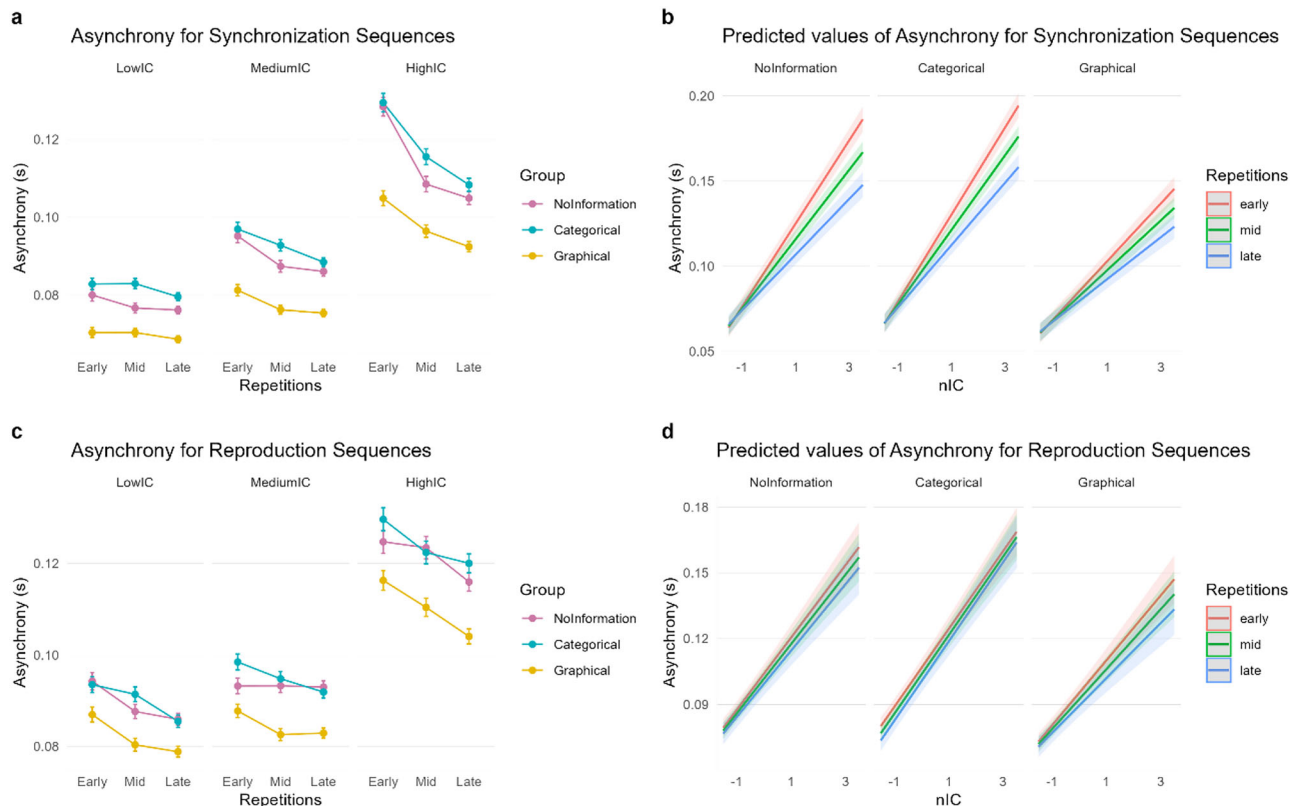 a
Asynchrony for Synchronization Sequences
LowIC MediumIC HighIC
0.12
0.10
0.08
Asynchrony (s)
Early Mid Late Early Mid Late Early Mid Late
Repetitions
Group
NoInformation
Categorical
Graphical
b
Predicted values of Asynchrony for Synchronization Sequences
NoInformation Categorical Graphical
0.20
0.15
0.10
0.05
Asynchrony (s)
-1 1 3 -1 1 3 -1 1 3
nIC
Repetitions
early
mid
late
c
Asynchrony for Reproduction Sequences
LowIC MediumIC HighIC
0.12
0.10
0.08
Asynchrony (s)
Early Mid Late Early Mid Late Early Mid Late
Repetitions
Group
NoInformation
Categorical
Graphical
d
Predicted values of Asynchrony for Reproduction Sequences
NoInformation Categorical Graphical
0.18
0.15
0.12
0.09
Asynchrony (s)
-1 1 3 -1 1 3 -1 1 3
nIC
Repetitions
early
mid
late